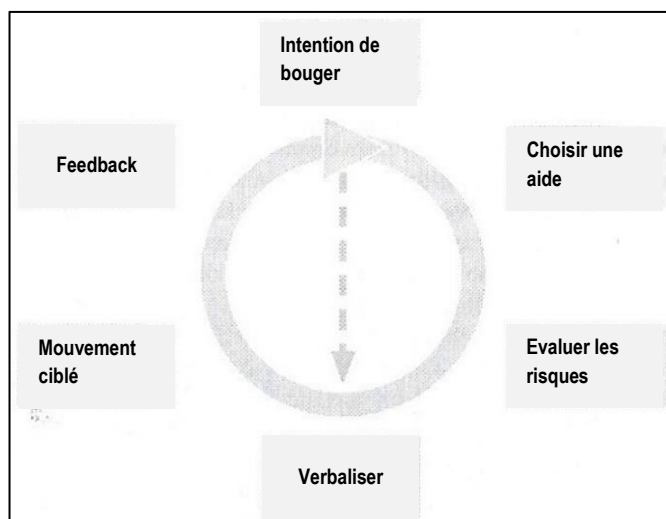 Intention de
bouger
Feedback
Choisir une
aide
Mouvement
ciblé
Evaluer les
risques
Verbaliser